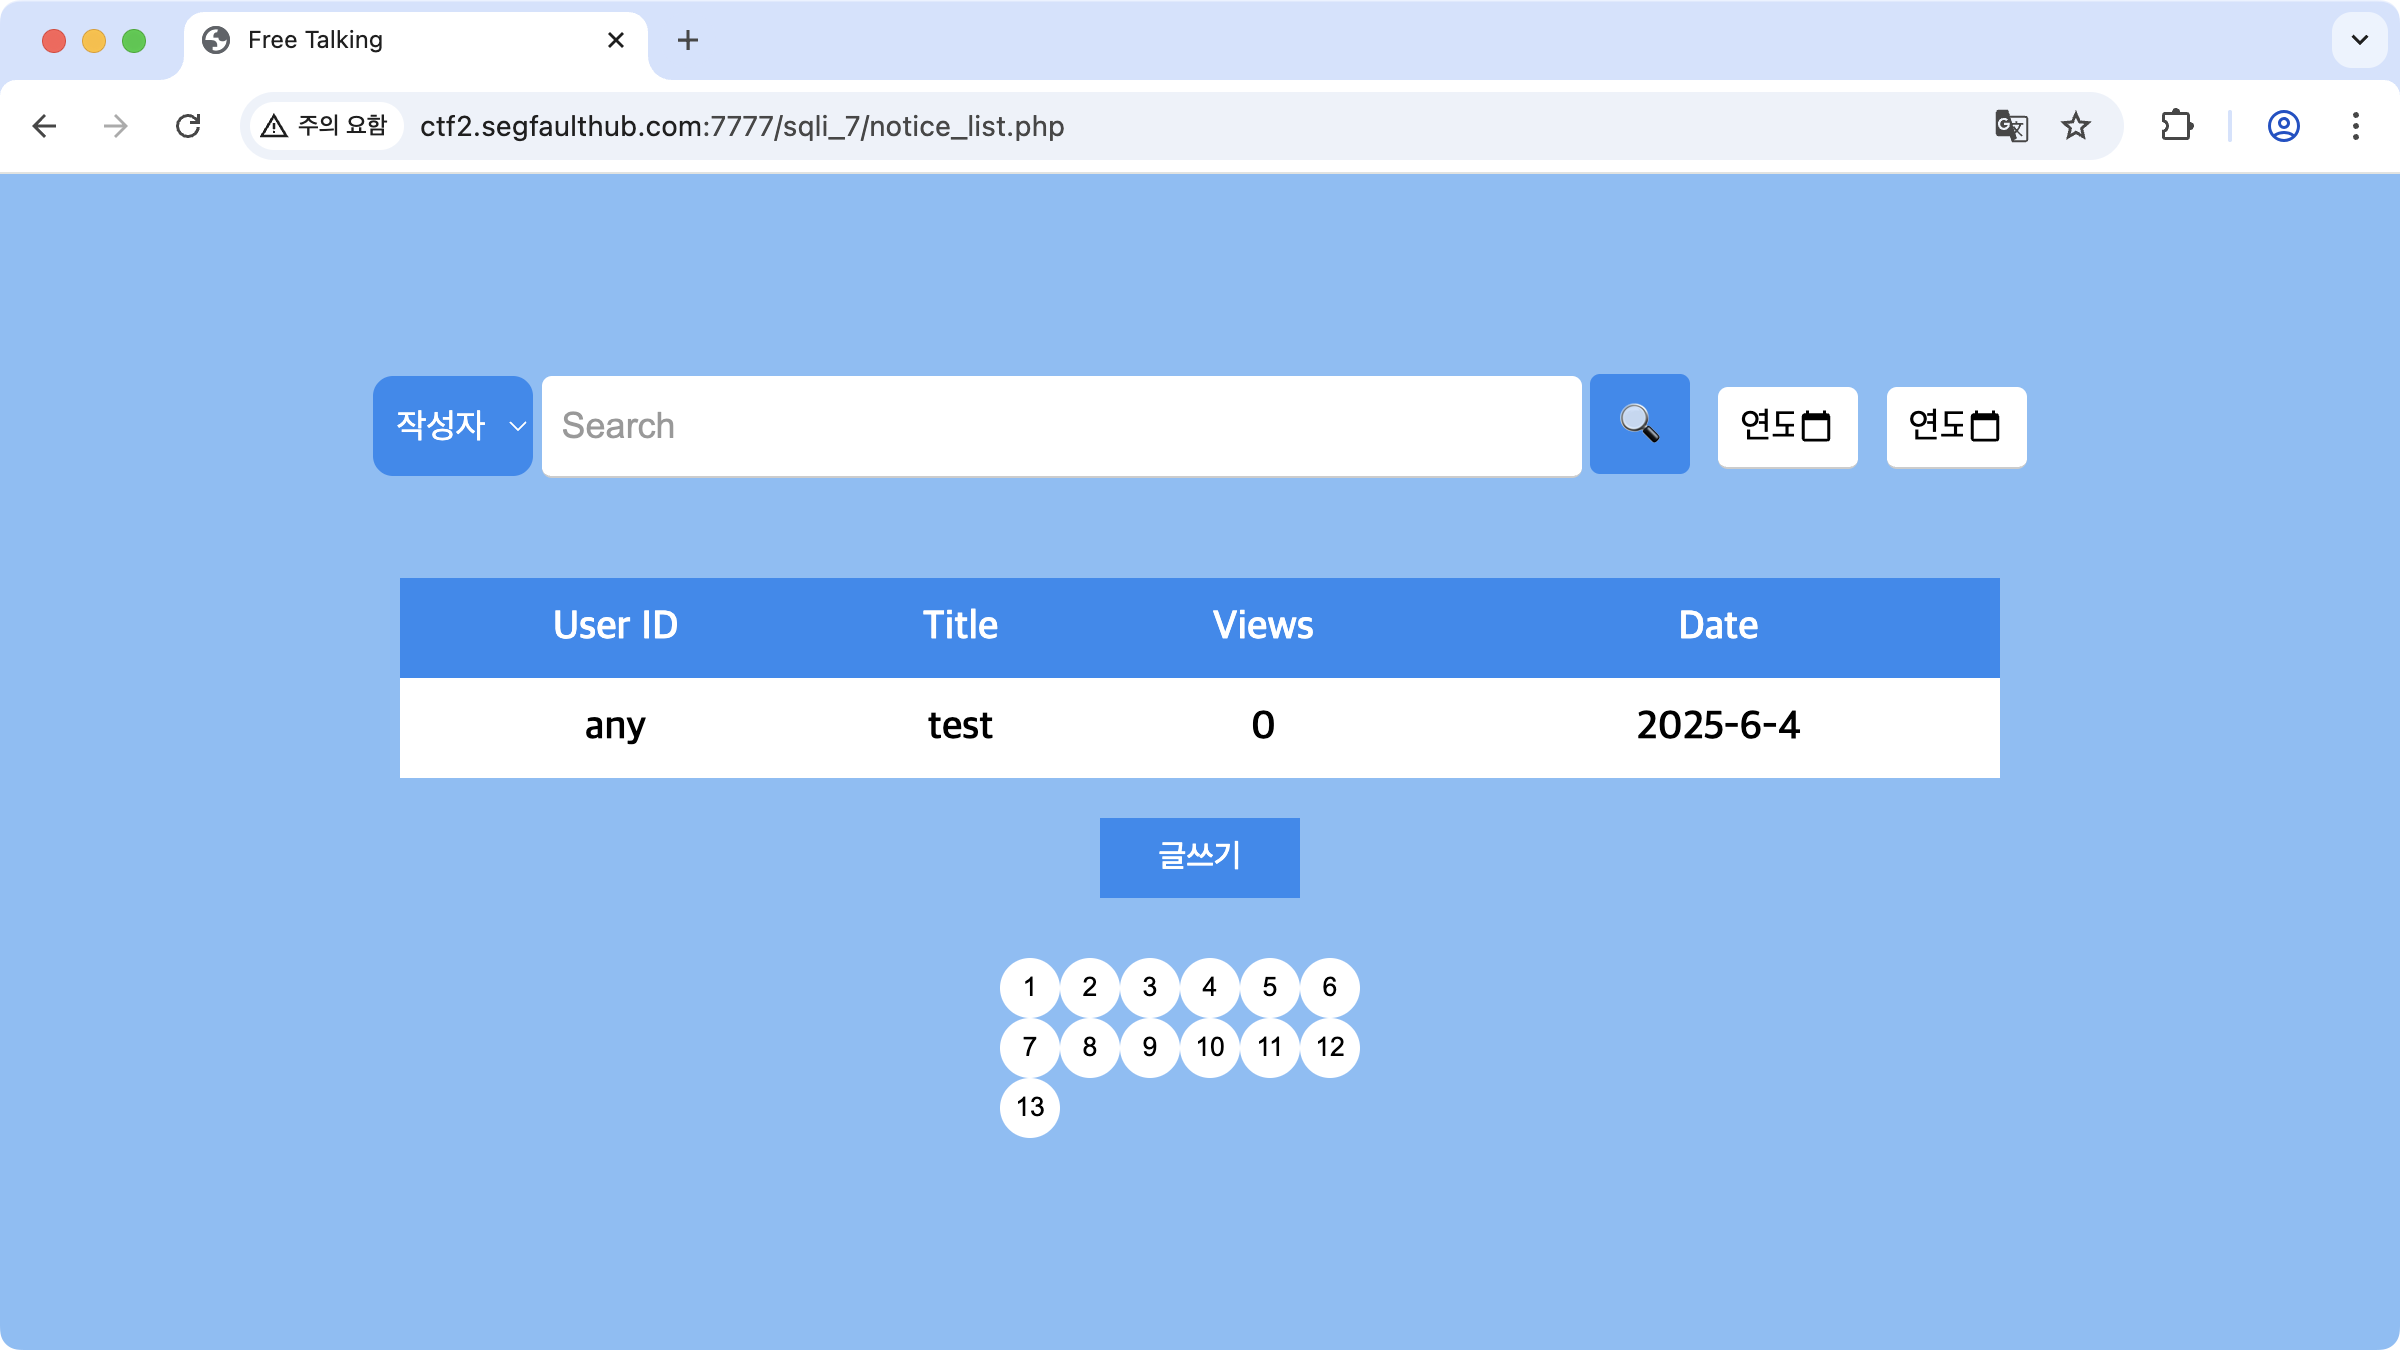 Free Talking
주의 요함 ctf2.segfaulthub.com:7777/sqli_7/notice_list.php
작성자 Search 연도 연도
User ID Title Views Date
any test 0 2025-6-4
글쓰기
1 2 3 4 5 6
7 8 9 10 11 12
13